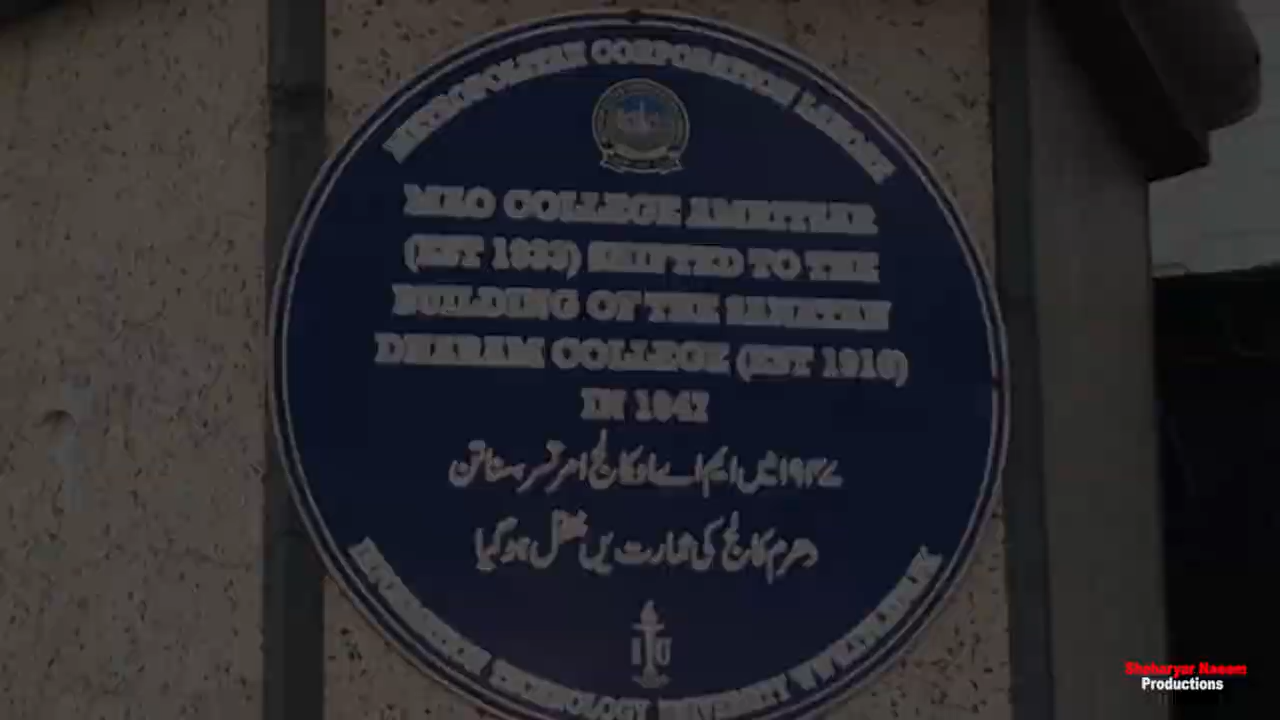 METROPOLITAN CORPORATION LAHORE
MAO COLLEGE AMRITSAR
(EST 1933) SHIFTED TO THE
BUILDING OF THE SANATAN
DHARAM COLLEGE (EST 1916)
IN 1947
۱۹۴۷ میں ایم اے او کالج امرتسر، سناتن
دھرم کالج کی عمارت میں منتقل ہو گیا
ITU
INFORMATION TECHNOLOGY UNIVERSITY
Sheharyar Naeem
Productions